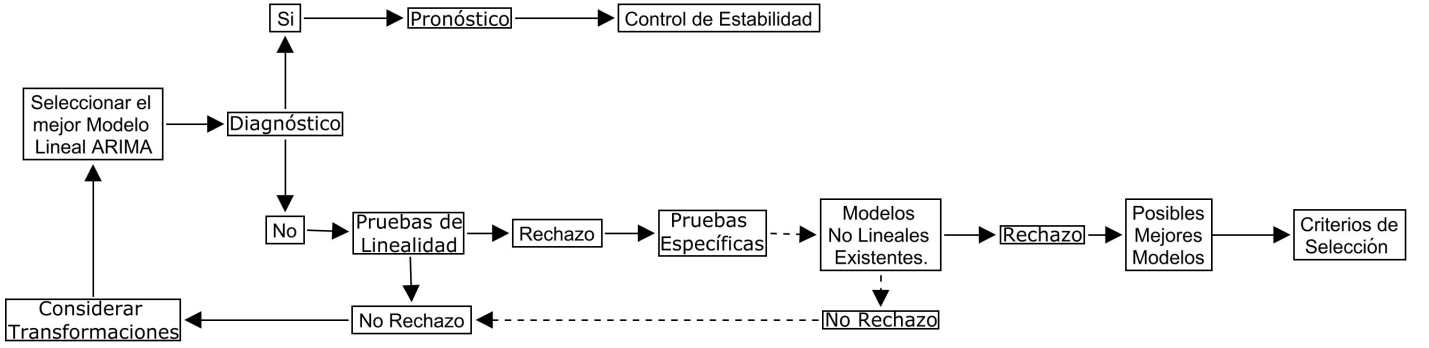 Si
Pronóstico
Control de Estabilidad
Seleccionar el
mejor Modelo
Lineal ARIMA
Diagnóstico
No
Pruebas de
Linealidad
Rechazo
Pruebas
Específicas
Modelos
No Lineales
Existentes.
Rechazo
Posibles
Mejores
Modelos
Criterios de
Selección
Considerar
Transformaciones
No Rechazo
No Rechazo